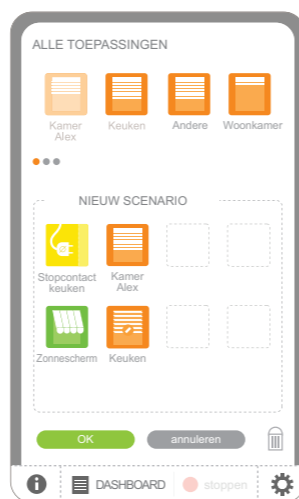 ALLE TOEPASSINGEN
Kamer Alex
Keuken
Andere
Woonkamer
NIEUW SCENARIO
Stopcontact keuken
Kamer Alex
Zonnescherm
Keuken
OK
annuleren
DASHBOARD
stoppen